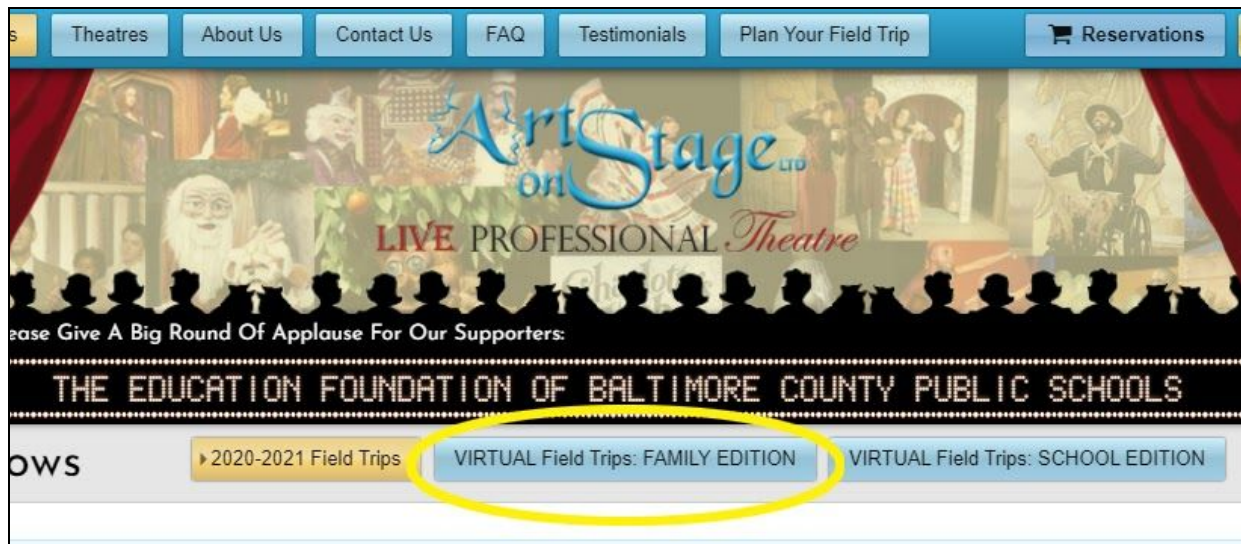 s Theatres About Us Contact Us FAQ Testimonials Plan Your Field Trip Reservations
Art
on Stage LTD
LIVE PROFESSIONAL Theatre
Charlotte's
ease Give A Big Round Of Applause For Our Supporters:
THE EDUCATION FOUNDATION OF BALTIMORE COUNTY PUBLIC SCHOOLS
ows 2020-2021 Field Trips VIRTUAL Field Trips: FAMILY EDITION VIRTUAL Field Trips: SCHOOL EDITION